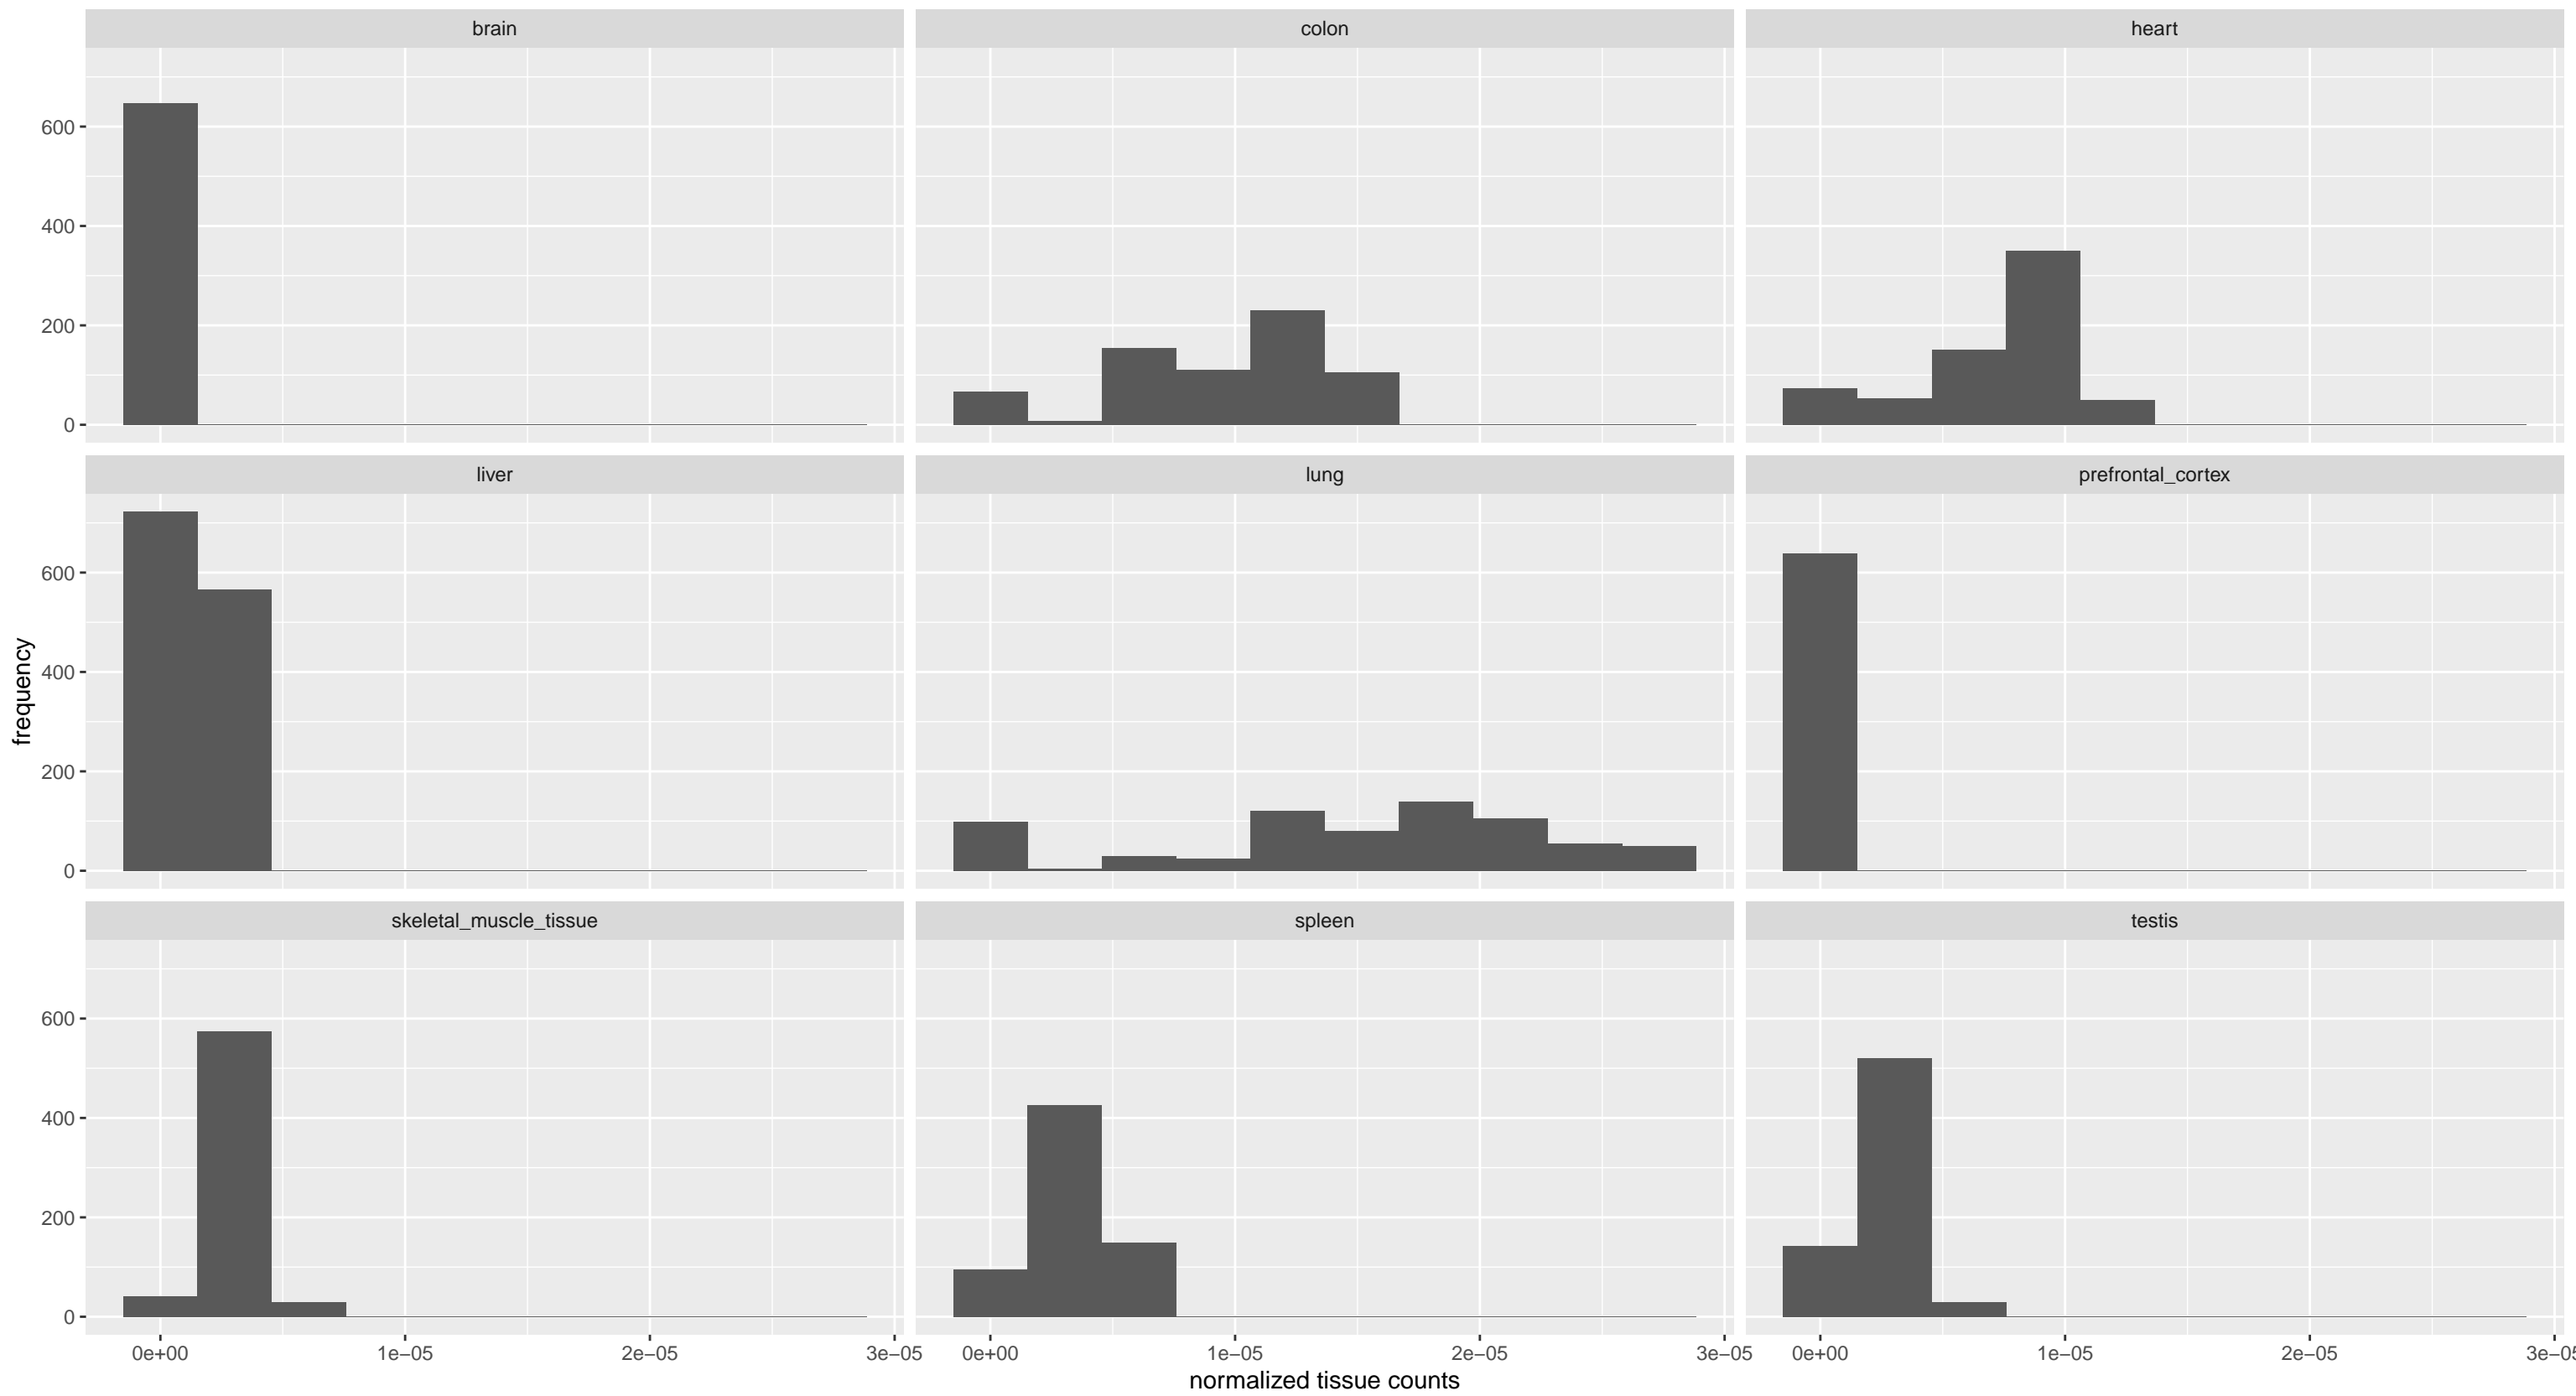 brain
colon
heart
600
400
200
0
liver
lung
prefrontal_cortex
600
400
200
0
frequency
skeletal_muscle_tissue
spleen
testis
600
400
200
0
0e+00 1e−05 2e−05 3e−05 0e+00 1e−05 2e−05 3e−05 0e+00 1e−05 2e−05 3e−05
normalized tissue counts